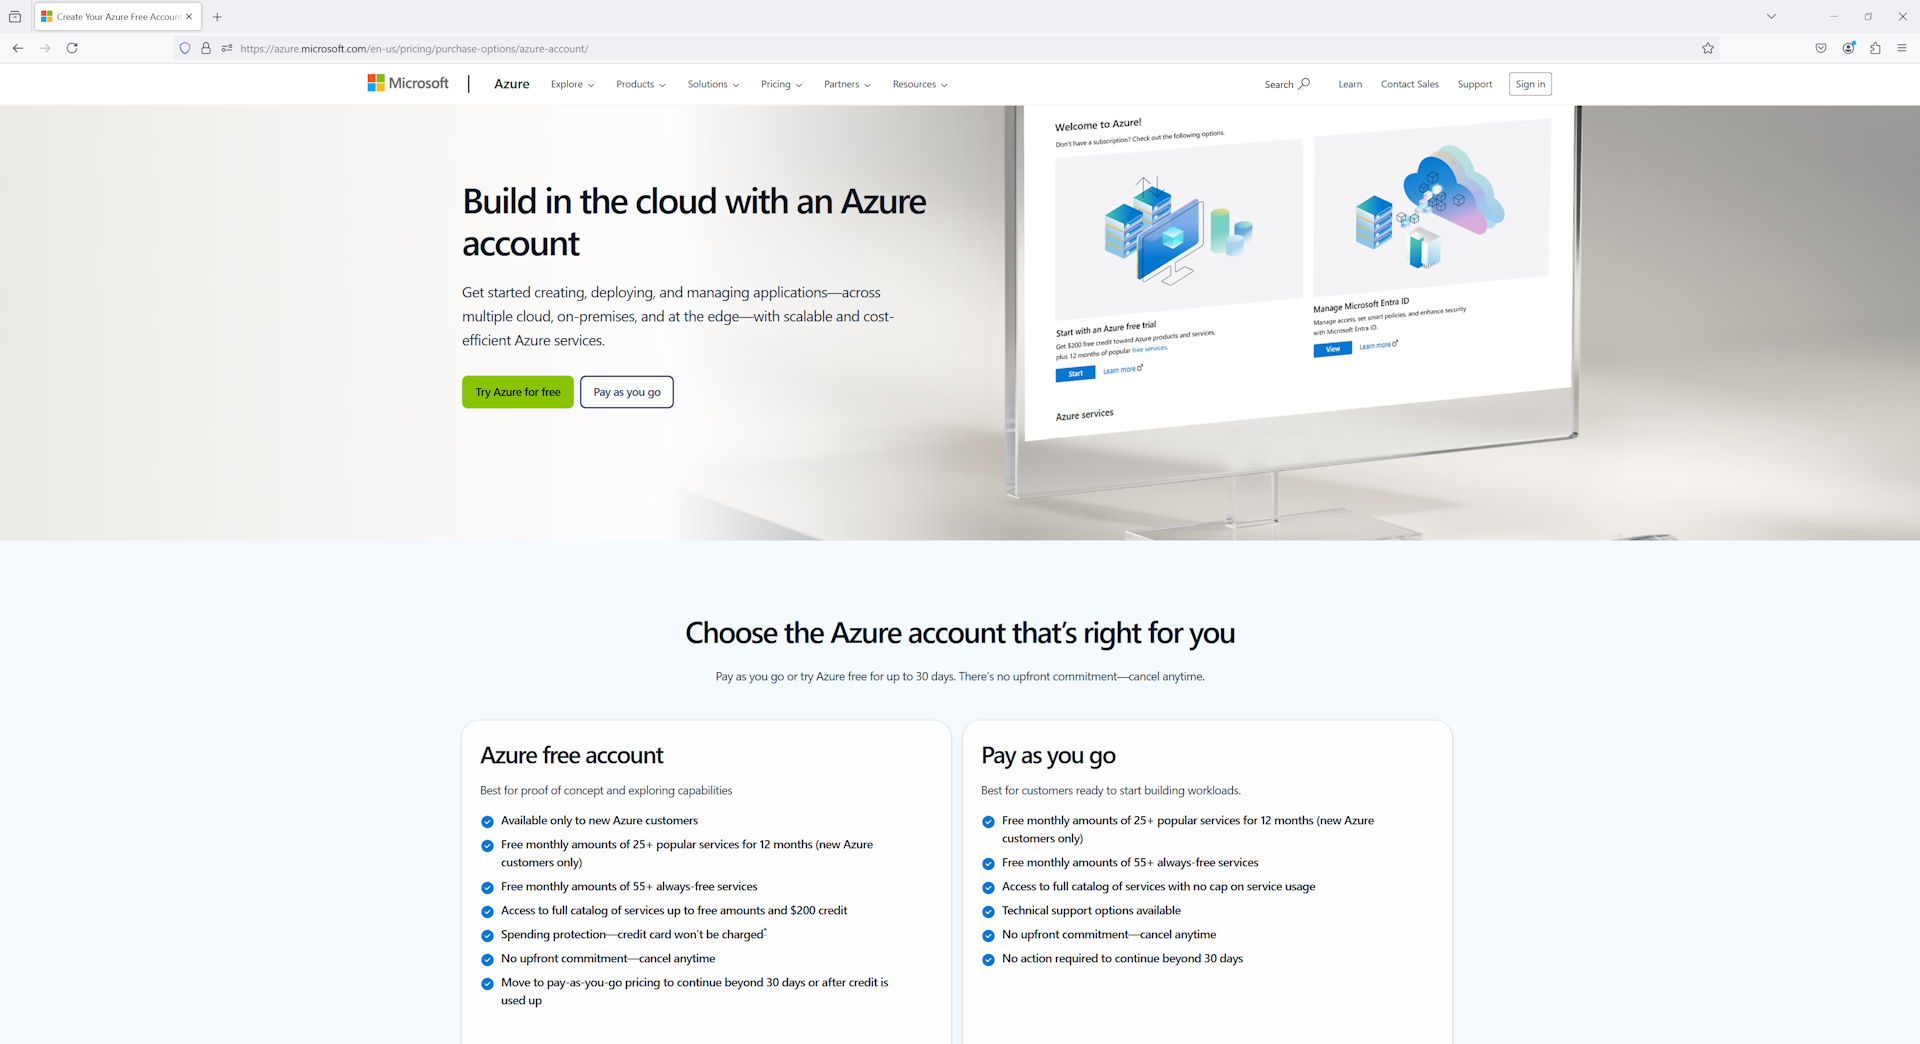 Create Your Azure Free Account
https://azure.microsoft.com/en-us/pricing/purchase-options/azure-account/
Microsoft
Azure
Explore
Products
Solutions
Pricing
Partners
Resources
Search
Learn
Contact Sales
Support
Sign in
Build in the cloud with an Azure
account
Get started creating, deploying, and managing applications—across
multiple cloud, on-premises, and at the edge—with scalable and cost-
efficient Azure services.
Try Azure for free
Pay as you go
Welcome to Azure!
Don't have a subscription? Check out the following options.
Start with an Azure free trial
Get $200 free credit toward Azure products and services,
plus 12 months of popular free services.
Start
Learn more
Manage Microsoft Entra ID
Manage access, set smart policies, and enhance security
with Microsoft Entra ID.
View
Learn more
Azure services
Choose the Azure account that's right for you
Pay as you go or try Azure free for up to 30 days. There's no upfront commitment—cancel anytime.
Azure free account
Best for proof of concept and exploring capabilities
Available only to new Azure customers
Free monthly amounts of 25+ popular services for 12 months (new Azure
customers only)
Free monthly amounts of 55+ always-free services
Access to full catalog of services up to free amounts and $200 credit
Spending protection—credit card won't be charged*
No upfront commitment—cancel anytime
Move to pay-as-you-go pricing to continue beyond 30 days or after credit is
used up
Pay as you go
Best for customers ready to start building workloads.
Free monthly amounts of 25+ popular services for 12 months (new Azure
customers only)
Free monthly amounts of 55+ always-free services
Access to full catalog of services with no cap on service usage
Technical support options available
No upfront commitment—cancel anytime
No action required to continue beyond 30 days